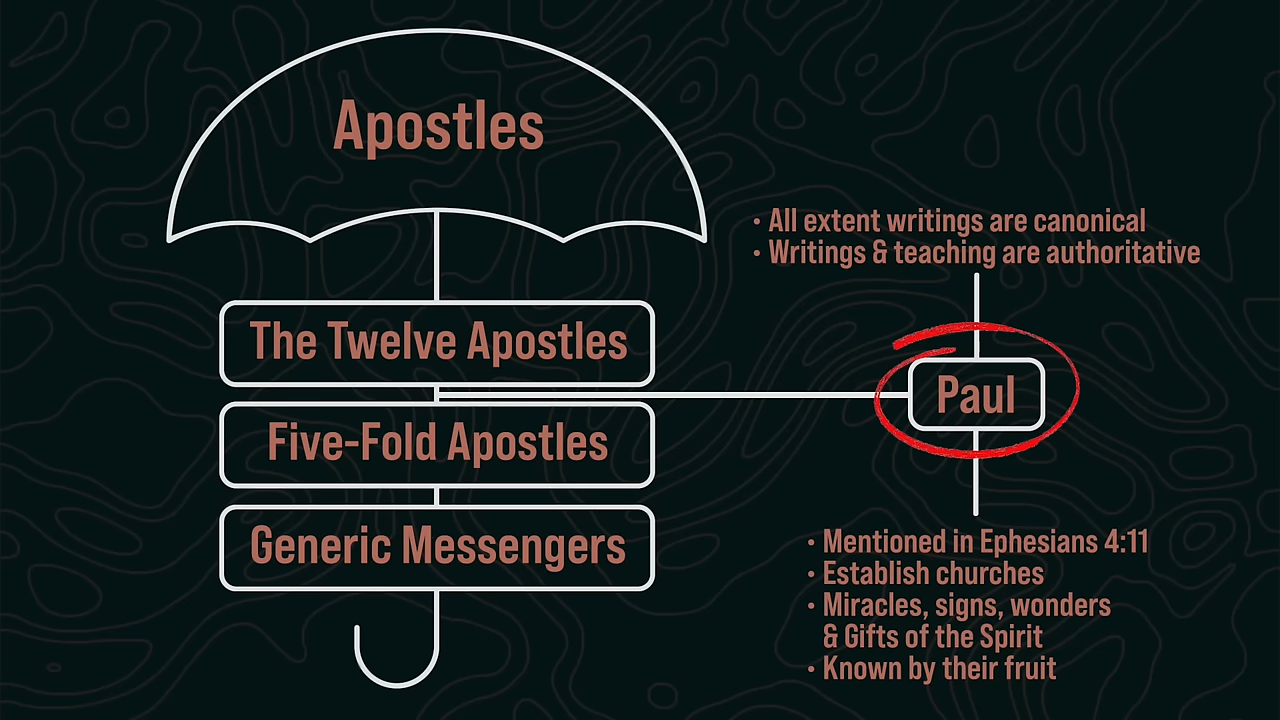 Apostles
The Twelve Apostles
Five-Fold Apostles
Generic Messengers
• All extent writings are canonical
• Writings & teaching are authoritative
Paul
• Mentioned in Ephesians 4:11
• Establish churches
• Miracles, signs, wonders
& Gifts of the Spirit
• Known by their fruit